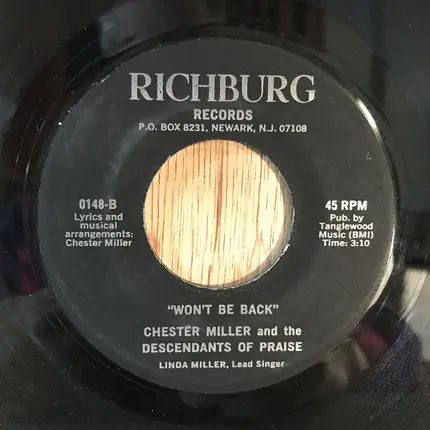 RICHBURG
RECORDS
P.O. BOX 8231, NEWARK, N.J. 07108
0148-B
Lyrics and
musical
arrangements:
Chester Miller
45 RPM
Pub. by
Tanglewood
Music (BMI)
Time: 3:10
"WON'T BE BACK"
CHESTER MILLER and the
DESCENDANTS OF PRAISE
LINDA MILLER, Lead Singer